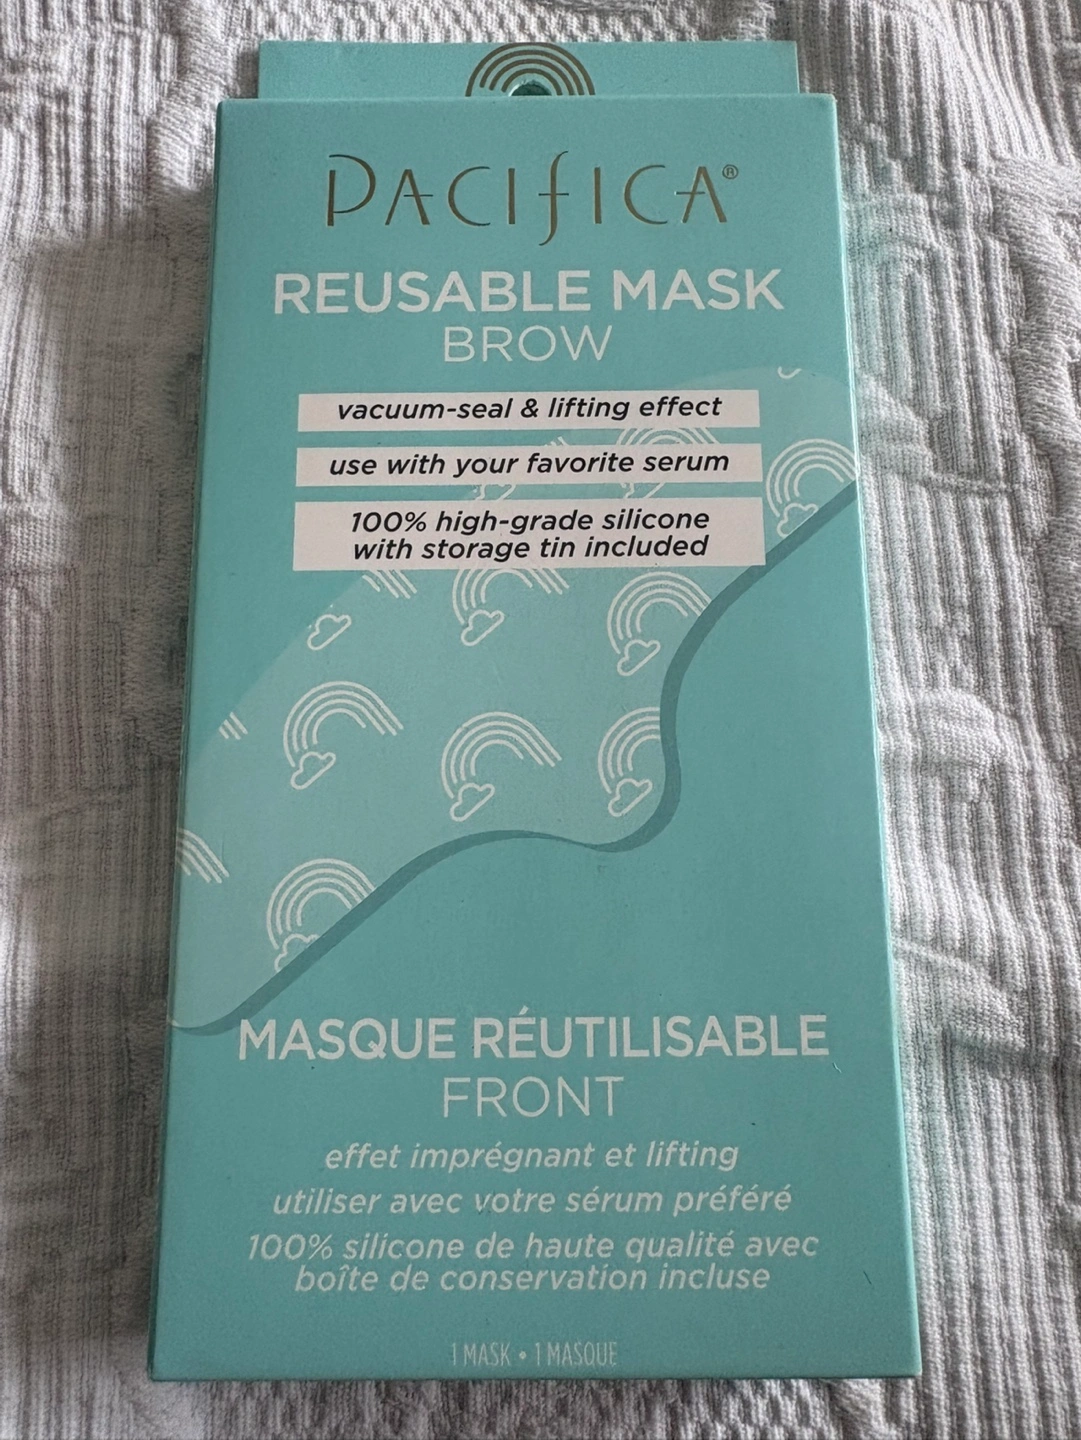 PACIFICA®
REUSABLE MASK
BROW
vacuum-seal & lifting effect
use with your favorite serum
100% high-grade silicone
with storage tin included
MASQUE RÉUTILISABLE
FRONT
effet imprégnant et lifting
utiliser avec votre sérum préféré
100% silicone de haute qualité avec
boîte de conservation incluse
1 MASK • 1 MASQUE